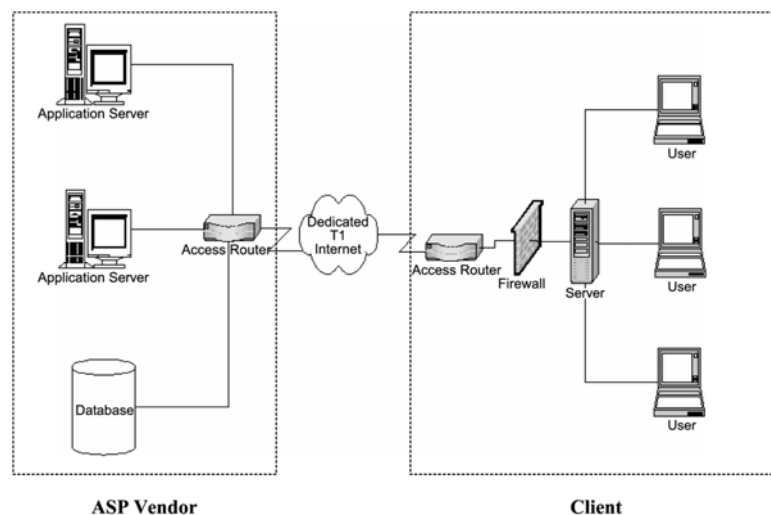 Application Server
Application Server
Access Router
Database
Dedicated
T1
Internet
Access Router
Firewall
Server
User
User
User
ASP Vendor
Client